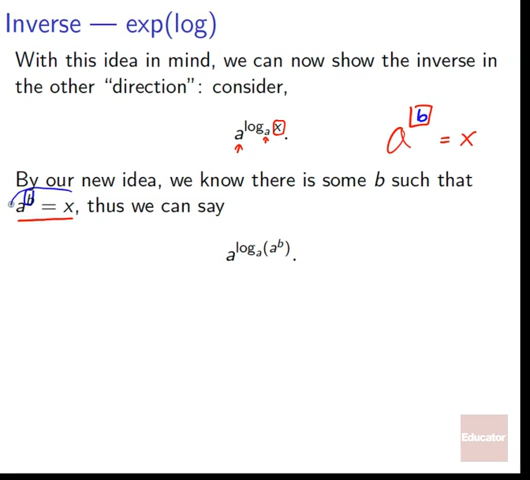 Inverse — exp(log)
With this idea in mind, we can now show the inverse in
the other “direction”: consider,
a^{log_a x}.
a^b = x
By our new idea, we know there is some b such that
a^b = x, thus we can say
a^{log_a(a^b)}.
Educator